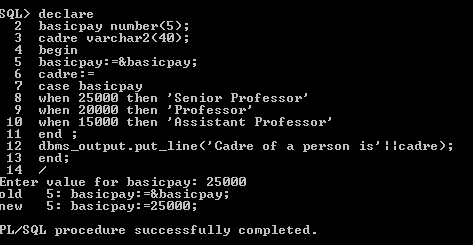 SQL> declare
2 basicpay number(5);
3 cadre varchar2(40);
4 begin
5 basicpay:=&basicpay;
6 cadre:=
7 case basicpay
8 when 25000 then 'Senior Professor'
9 when 20000 then 'Professor'
10 when 15000 then 'Assistant Professor'
11 end ;
12 dbms_output.put_line('Cadre of a person is'||cadre);
13 end;
14 /
Enter value for basicpay: 25000
old 5: basicpay:=&basicpay;
new 5: basicpay:=25000;
PL/SQL procedure successfully completed.